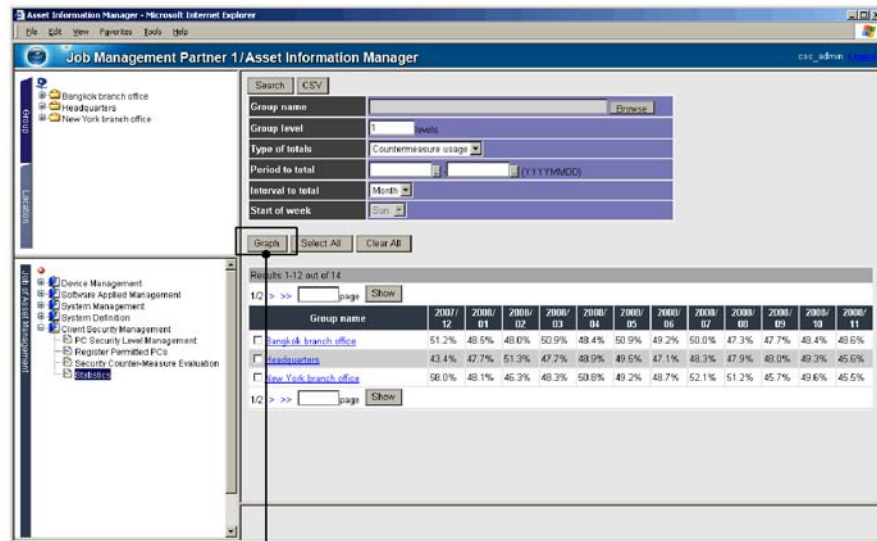 Asset Information Manager - Microsoft Internet Explorer
File Edit View Favorites Tools Help
Job Management Partner 1/Asset Information Manager
csc_admin Logout
Group
Location
Bangkok branch office
Headquarters
New York branch office
Search CSV
Group name Browse
Group level 1 levels
Type of totals Countermeasure usage
Period to total - (YYYYMMDD)
Interval to total Month
Start of week Sun
Graph Select All Clear All
Job of Asset Management
Device Management
Software Applied Management
System Management
System Definition
Client Security Management
PC Security Level Management
Register Permitted PCs
Security Counter-Measure Evaluation
Statistics
Results 1-12 out of 14
1/2 > >> page Show
Group name 2007/12 2008/01 2008/02 2008/03 2008/04 2008/05 2008/06 2008/07 2008/08 2008/09 2008/10 2008/11
Bangkok branch office 51.2% 48.5% 48.0% 50.9% 48.4% 50.9% 49.2% 50.0% 47.3% 47.7% 48.4% 48.6%
Headquarters 43.4% 47.7% 51.3% 47.7% 48.9% 49.5% 47.1% 48.3% 47.9% 48.0% 49.3% 45.6%
New York branch office 58.0% 48.1% 46.3% 48.3% 50.8% 49.2% 48.7% 52.1% 51.2% 45.7% 49.6% 45.5%
1/2 > >> page Show